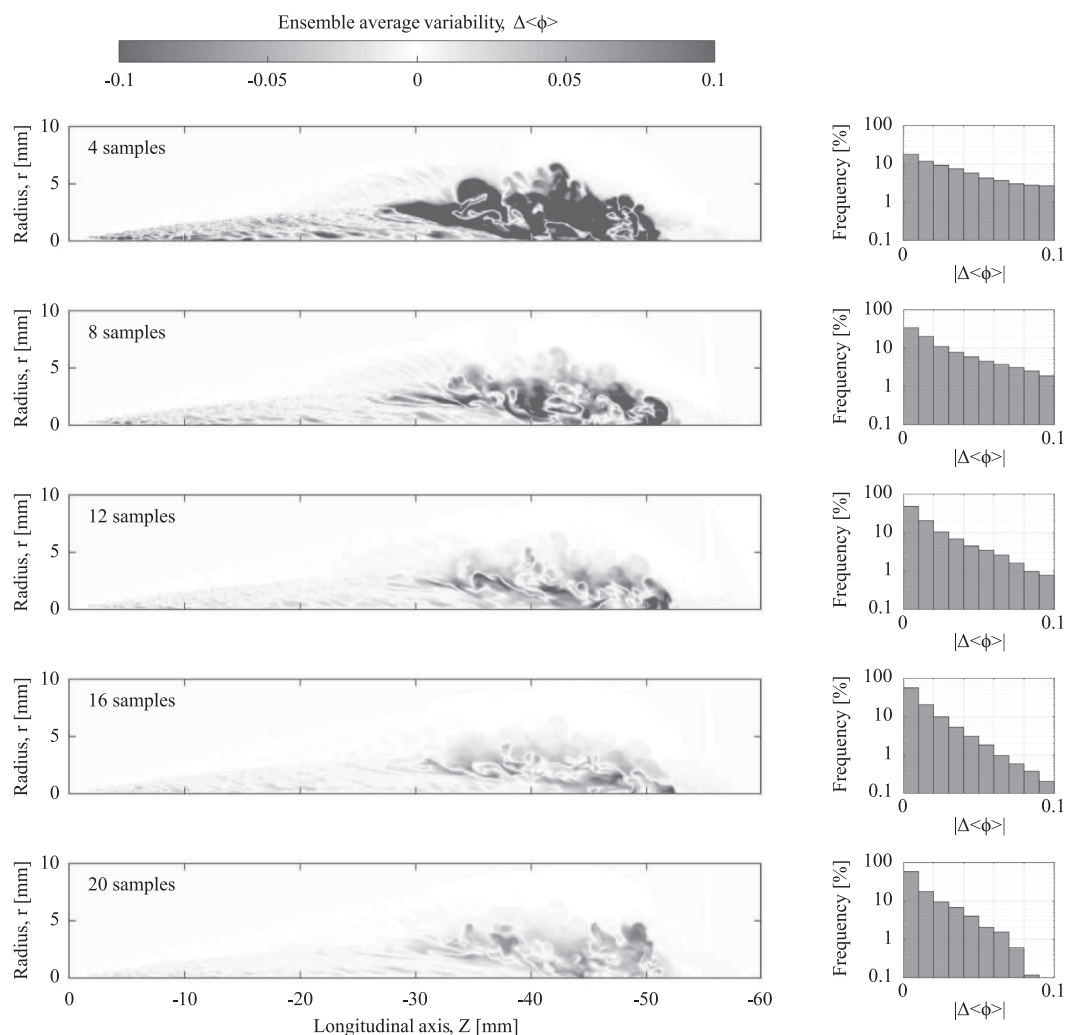 Ensemble average variability, Δ<ϕ>
-0.1 -0.05 0 0.05 0.1
Radius, r [mm]
10
5
0
4 samples
Frequency [%]
100
10
1
0.1
0 0.1
|Δ<ϕ>|
Radius, r [mm]
10
5
0
8 samples
Frequency [%]
100
10
1
0.1
0 0.1
|Δ<ϕ>|
Radius, r [mm]
10
5
0
12 samples
Frequency [%]
100
10
1
0.1
0 0.1
|Δ<ϕ>|
Radius, r [mm]
10
5
0
16 samples
Frequency [%]
100
10
1
0.1
0 0.1
|Δ<ϕ>|
Radius, r [mm]
10
5
0
20 samples
0 -10 -20 -30 -40 -50 -60
Longitudinal axis, Z [mm]
Frequency [%]
100
10
1
0.1
0 0.1
|Δ<ϕ>|